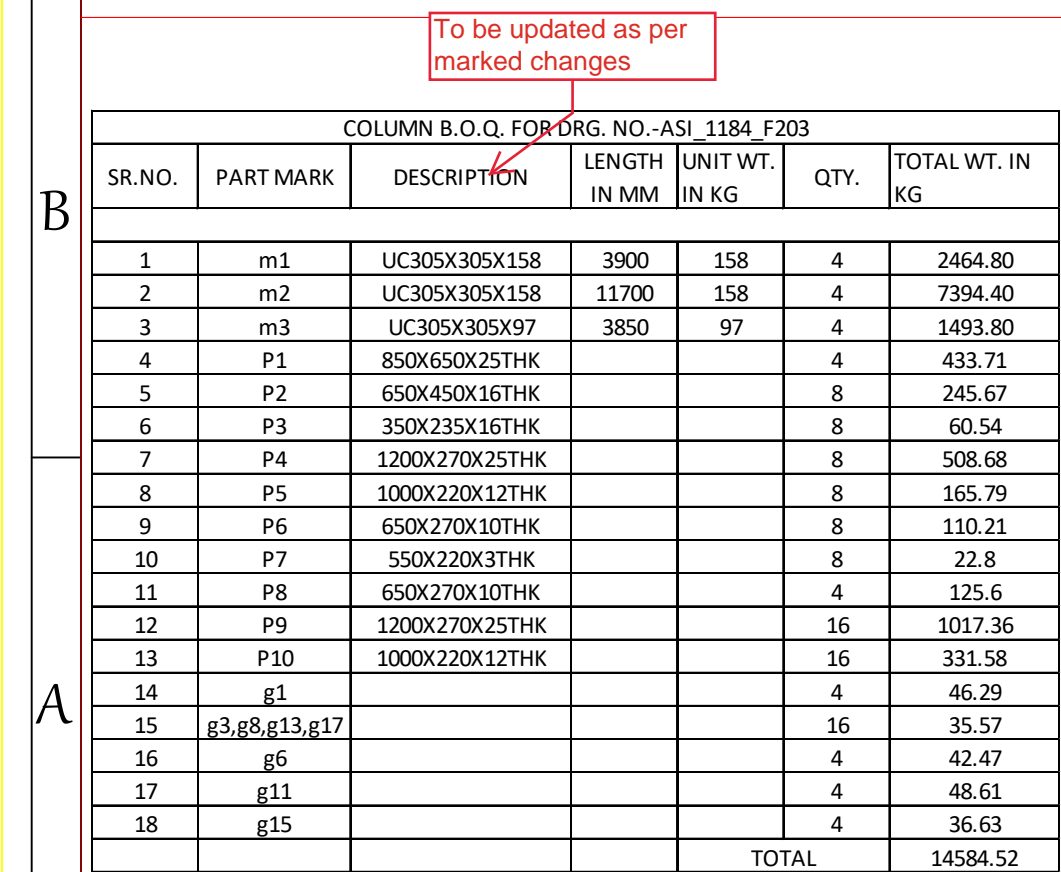 To be updated as per
marked changes
COLUMN B.O.Q. FOR DRG. NO.-ASI_1184_F203
SR.NO. PART MARK DESCRIPTION LENGTH IN MM UNIT WT. IN KG QTY. TOTAL WT. IN KG
B
1 m1 UC305X305X158 3900 158 4 2464.80
2 m2 UC305X305X158 11700 158 4 7394.40
3 m3 UC305X305X97 3850 97 4 1493.80
4 P1 850X650X25THK 4 433.71
5 P2 650X450X16THK 8 245.67
6 P3 350X235X16THK 8 60.54
7 P4 1200X270X25THK 8 508.68
8 P5 1000X220X12THK 8 165.79
9 P6 650X270X10THK 8 110.21
10 P7 550X220X3THK 8 22.8
11 P8 650X270X10THK 4 125.6
12 P9 1200X270X25THK 16 1017.36
13 P10 1000X220X12THK 16 331.58
14 g1 4 46.29
A
15 g3,g8,g13,g17 16 35.57
16 g6 4 42.47
17 g11 4 48.61
18 g15 4 36.63
TOTAL 14584.52